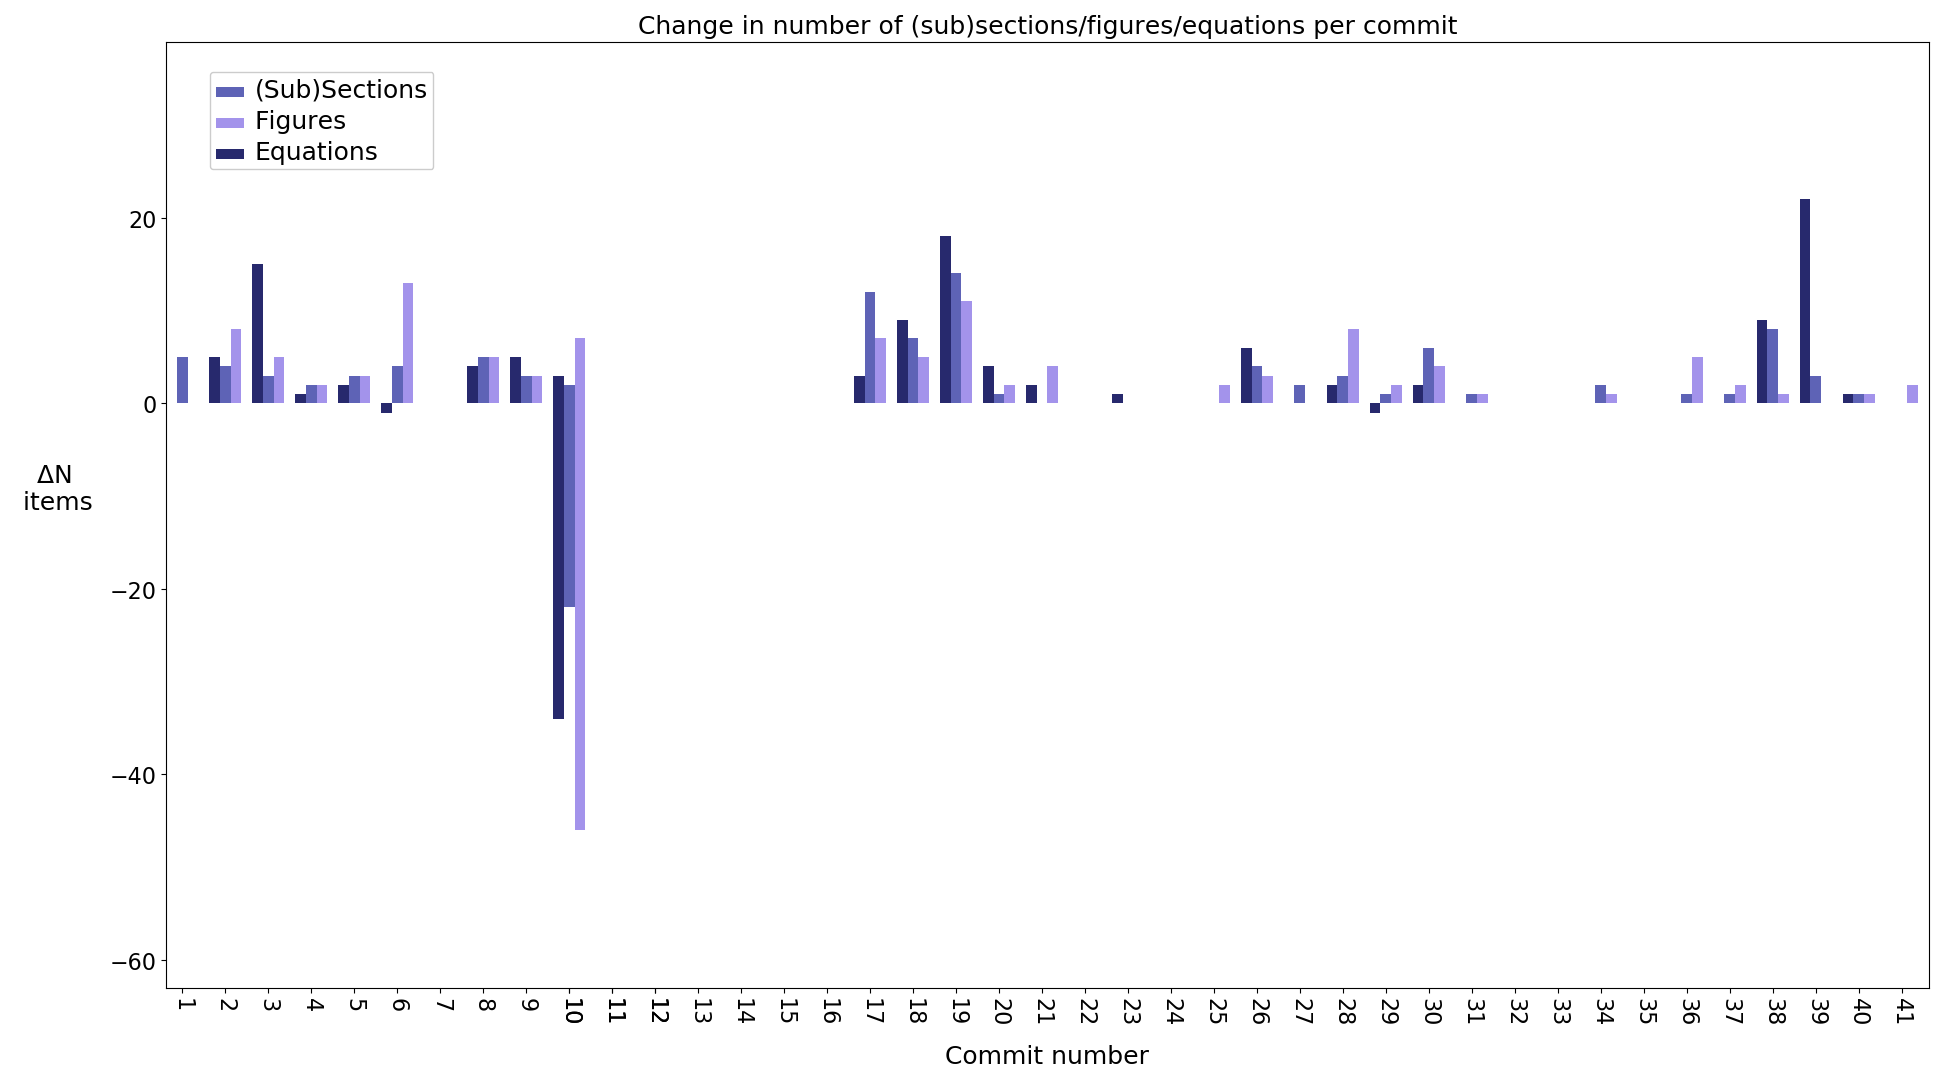 Change in number of (sub)sections/figures/equations per commit
(Sub)Sections
Figures
Equations
20
0
−20
−40
−60
ΔN
items
1 2 3 4 5 6 7 8 9 10 11 12 13 14 15 16 17 18 19 20 21 22 23 24 25 26 27 28 29 30 31 32 33 34 35 36 37 38 39 40 41
Commit number